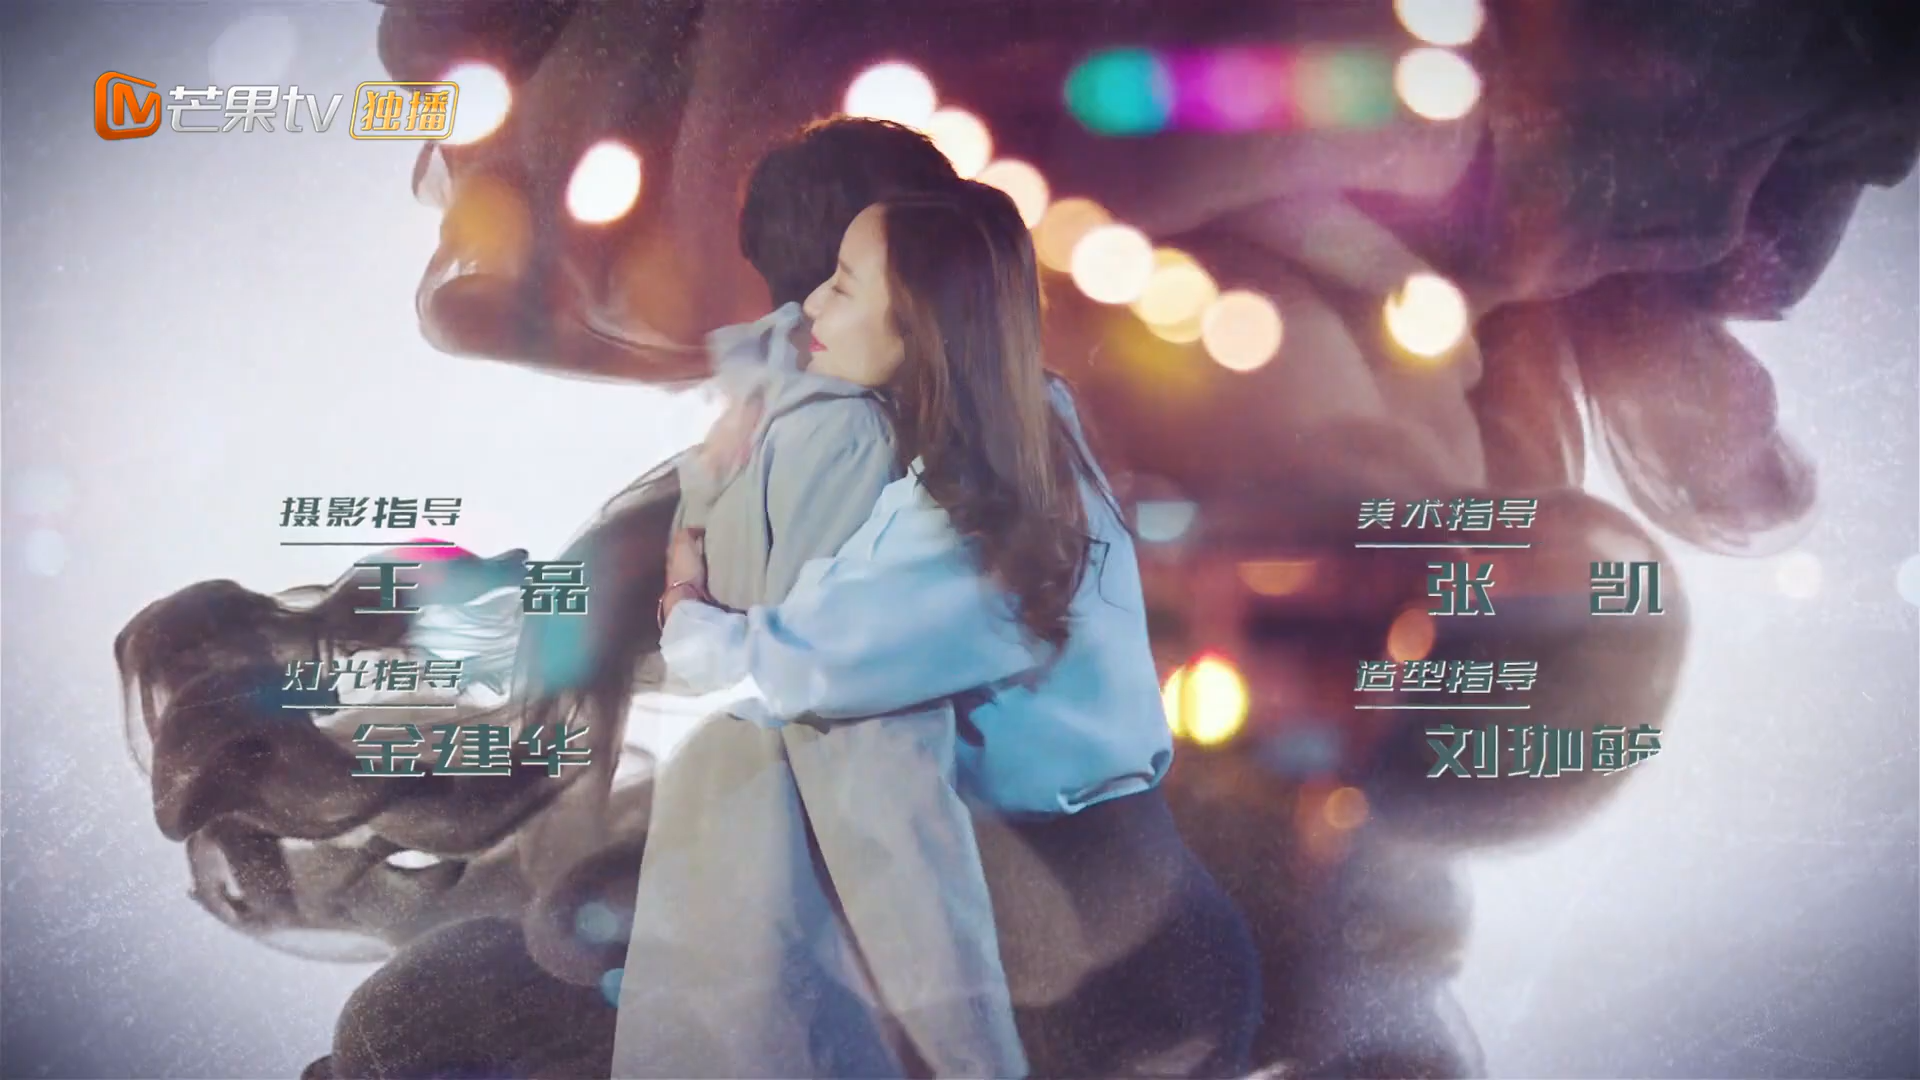 芒果tv 独播
摄影指导
王磊
灯光指导
金建华
美术指导
张凯
造型指导
刘珈毓